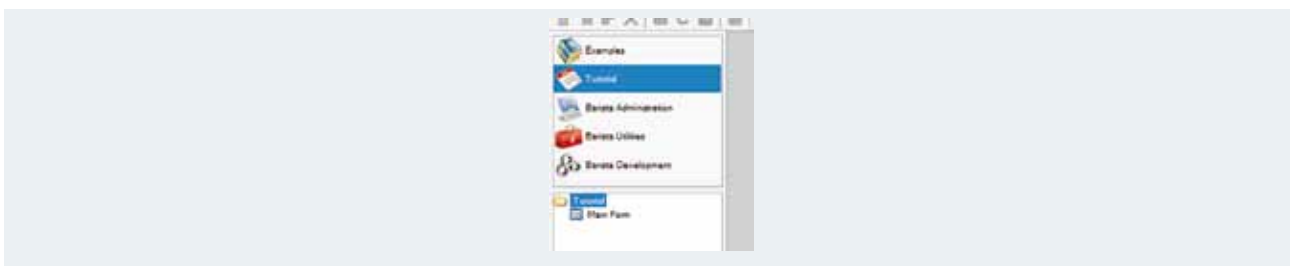 Examples
Tutorial
Barista Administration
Barista Utilities
Barista Development
Tutorial
Main Form